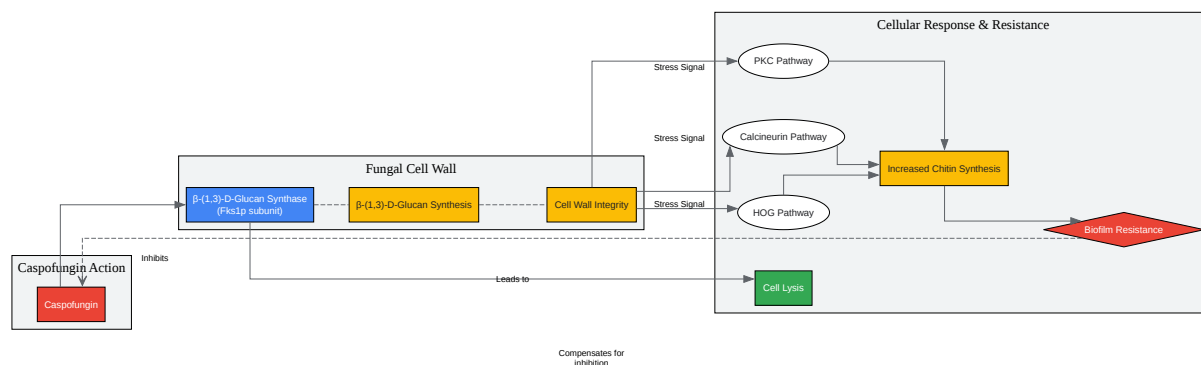 Cellular Response & Resistance
PKC Pathway
Stress Signal
Stress Signal
Calcineurin Pathway
Fungal Cell Wall
Increased Chitin Synthesis
β-(1,3)-D-Glucan Synthase
(Fks1p subunit)
β-(1,3)-D-Glucan Synthesis
Cell Wall Integrity
Stress Signal
HOG Pathway
Biofilm Resistance
Inhibits
Caspofungin Action
Leads to
Cell Lysis
Caspofungin
Compensates for
inhibition